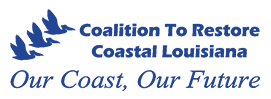 Coalition To Restore
Coastal Louisiana
Our Coast, Our Future